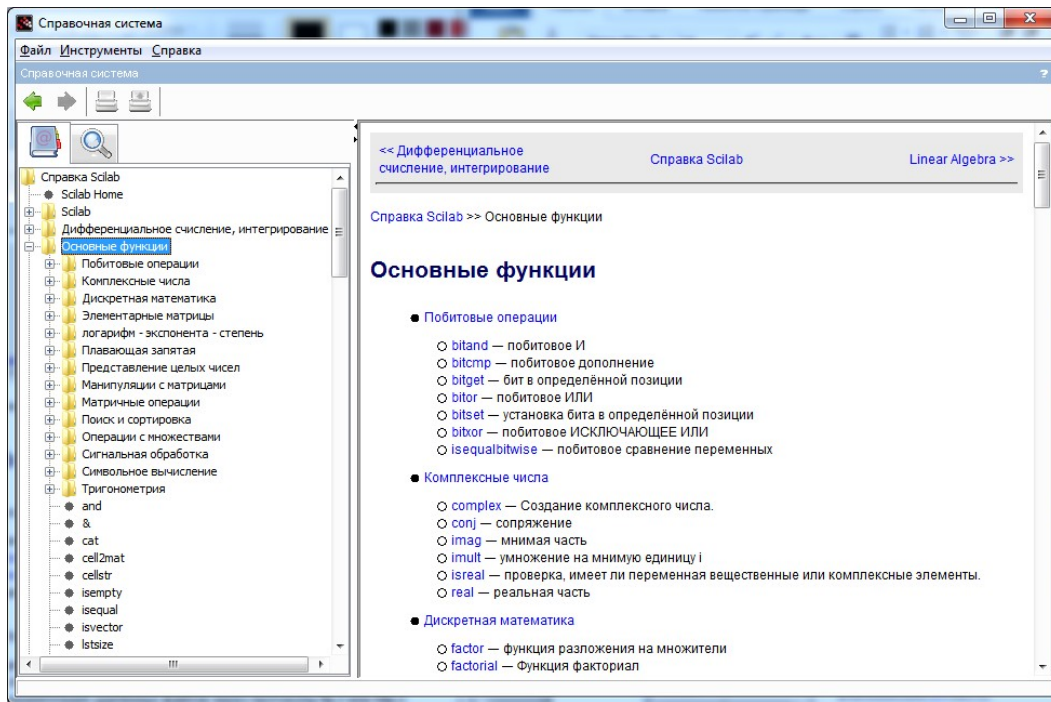 Справочная система
Файл Инструменты Справка
Справочная система ?
Справка Scilab
Scilab Home
Scilab
Дифференциальное счисление, интегрирование
Основные функции
Побитовые операции
Комплексные числа
Дискретная математика
Элементарные матрицы
логарифм - экспонента - степень
Плавающая запятая
Представление целых чисел
Манипуляции с матрицами
Матричные операции
Поиск и сортировка
Операции с множествами
Сигнальная обработка
Символьное вычисление
Тригонометрия
and
&
cat
cell2mat
cellstr
isempty
isequal
isvector
lstsize
<< Дифференциальное
счисление, интегрирование
Справка Scilab
Linear Algebra >>
Справка Scilab >> Основные функции
Основные функции
Побитовые операции
bitand — побитовое И
bitcmp — побитовое дополнение
bitget — бит в определённой позиции
bitor — побитовое ИЛИ
bitset — установка бита в определённой позиции
bitxor — побитовое ИСКЛЮЧАЮЩЕЕ ИЛИ
isequalbitwise — побитовое сравнение переменных
Комплексные числа
complex — Создание комплексного числа.
conj — сопряжение
imag — мнимая часть
imult — умножение на мнимую единицу i
isreal — проверка, имеет ли переменная вещественные или комплексные элементы.
real — реальная часть
Дискретная математика
factor — функция разложения на множители
factorial — Функция факториал